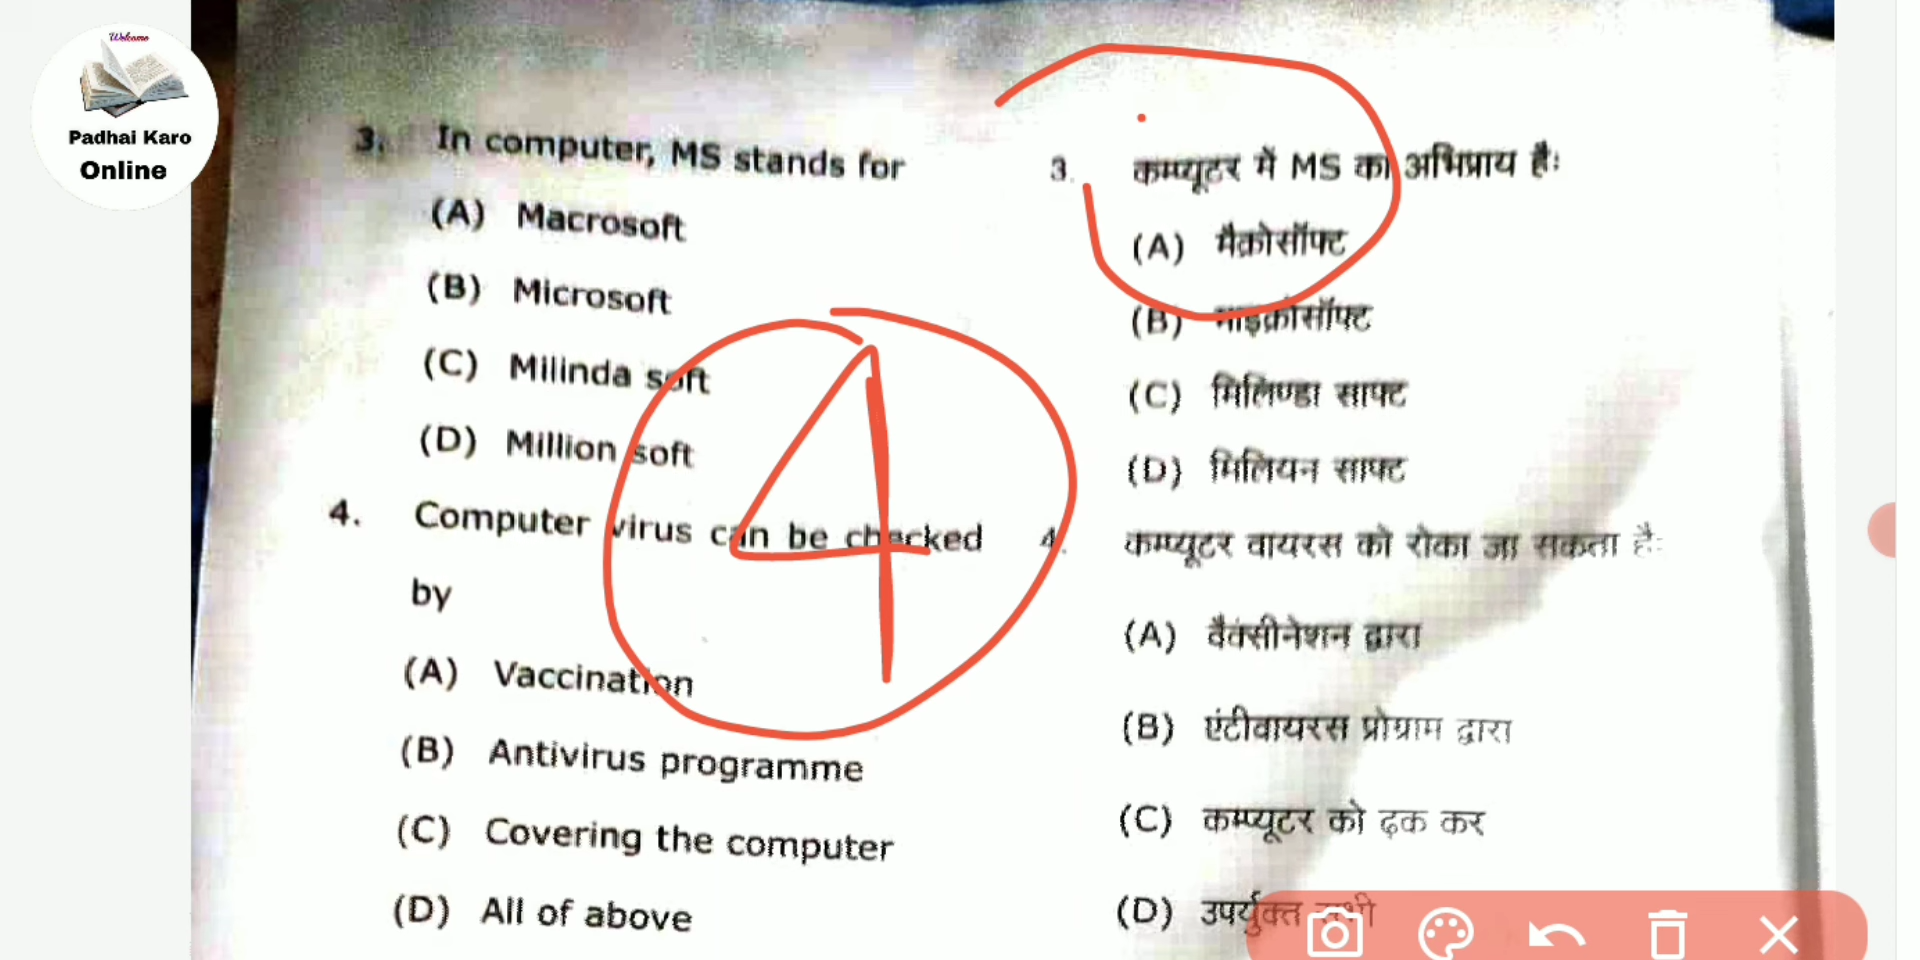 Welcome
Padhai Karo
Online
3. In computer, MS stands for
(A) Macrosoft
(B) Microsoft
(C) Milinda soft
(D) Million soft
4. Computer virus can be checked
by
(A) Vaccination
(B) Antivirus programme
(C) Covering the computer
(D) All of above
3. कम्प्यूटर में MS का अभिप्राय है:
(A) मैक्रोसॉफ्ट
(B) माइक्रोसॉफ्ट
(C) मिलिण्डा साफ्ट
(D) मिलियन साफ्ट
4. कम्प्यूटर वायरस को रोका जा सकता है:
(A) वैक्सीनेशन द्वारा
(B) एंटीवायरस प्रोग्राम द्वारा
(C) कम्प्यूटर को ढ़क कर
(D) उपर्युक्त सभी
4